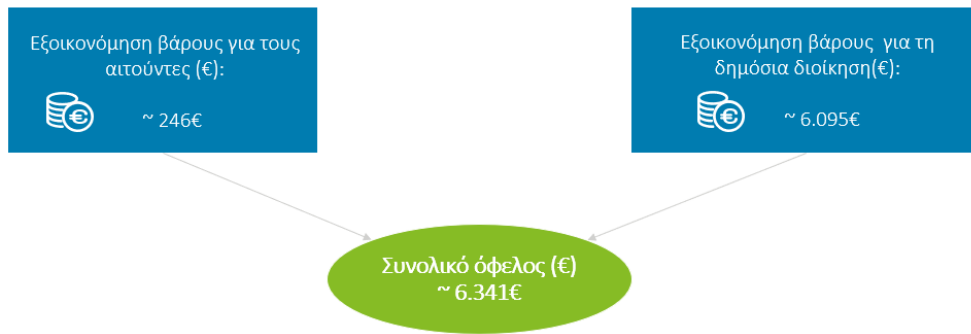 Εξοικονόμηση βάρους για τους
αιτούντες (€):
~ 246€
Εξοικονόμηση βάρους για τη
δημόσια διοίκηση(€):
~ 6.095€
Συνολικό όφελος (€)
~ 6.341€